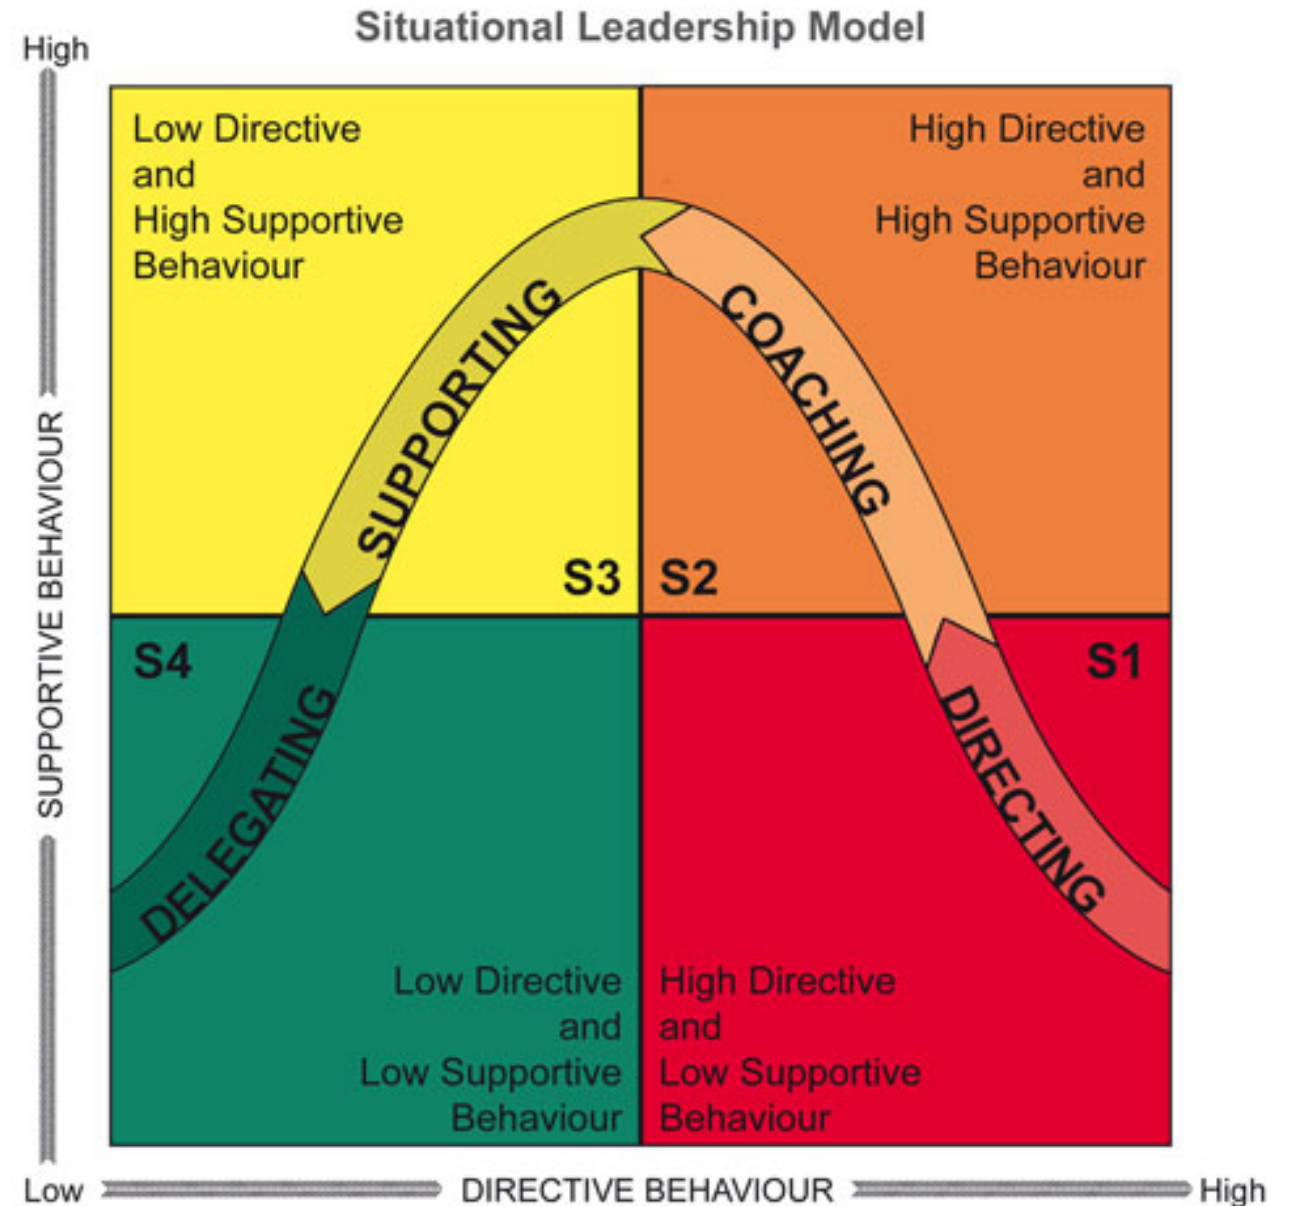 Situational Leadership Model
High
Low Directive
and
High Supportive
Behaviour
High Directive
and
High Supportive
Behaviour
SUPPORTING
COACHING
S3
S2
SUPPORTIVE BEHAVIOUR
S4
S1
DELEGATING
DIRECTING
Low Directive
and
Low Supportive
Behaviour
High Directive
and
Low Supportive
Behaviour
Low
DIRECTIVE BEHAVIOUR
High